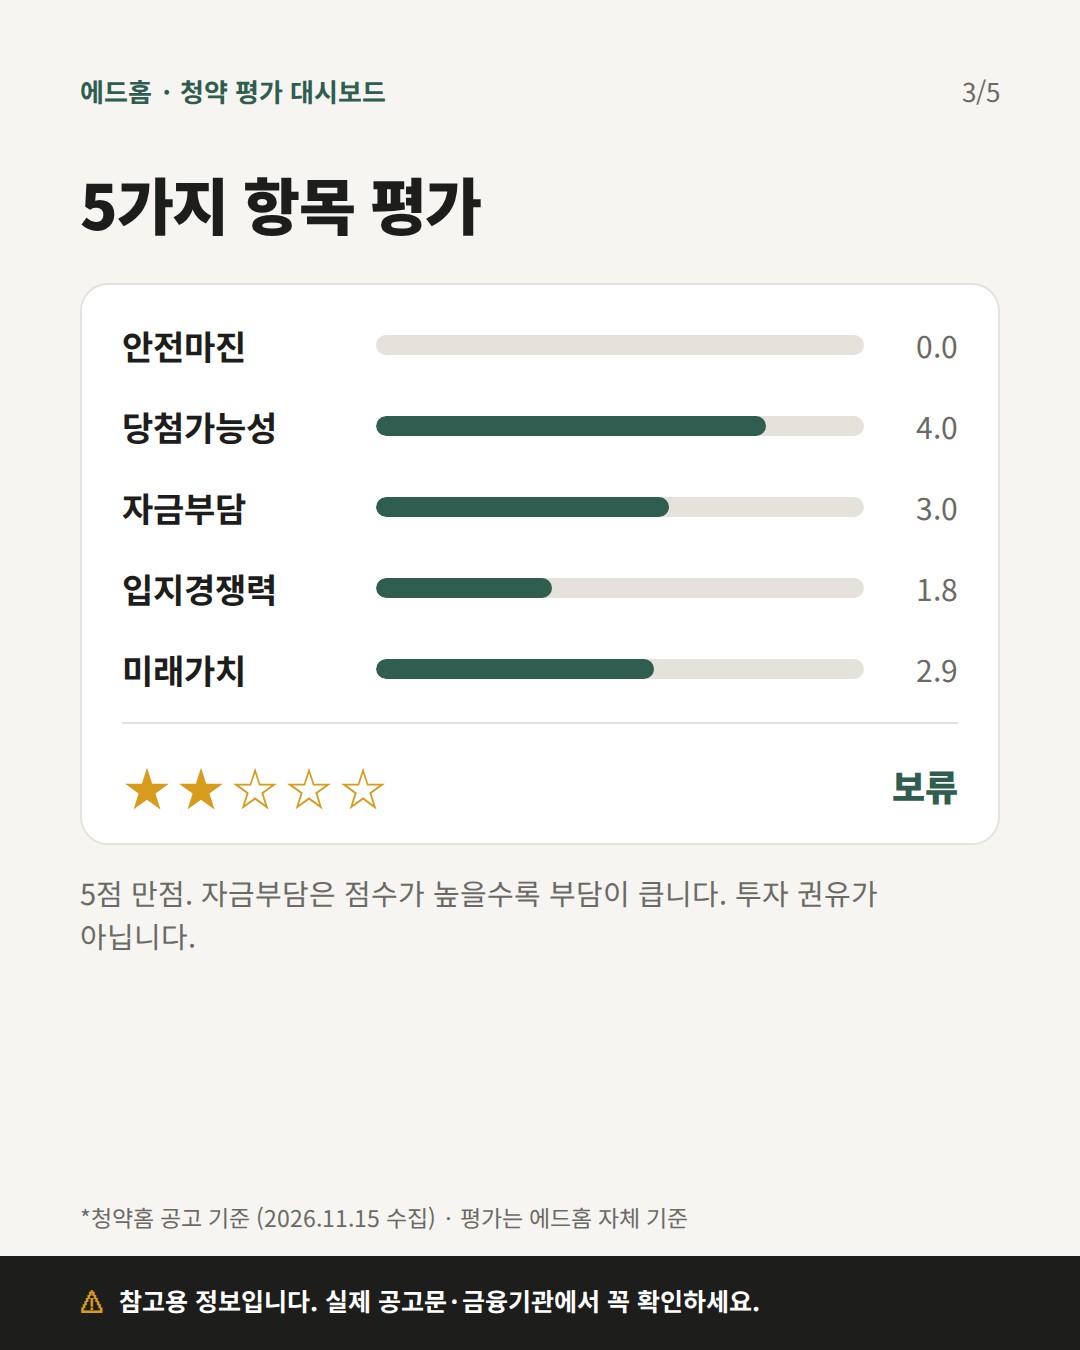 에드홈 · 청약 평가 대시보드
3/5
5가지 항목 평가
안전마진 0.0
당첨가능성 4.0
자금부담 3.0
입지경쟁력 1.8
미래가치 2.9
★★☆☆☆ 보류
5점 만점. 자금부담은 점수가 높을수록 부담이 큽니다. 투자 권유가
아닙니다.
*청약홈 공고 기준 (2026.11.15 수집) · 평가는 에드홈 자체 기준
⚠ 참고용 정보입니다. 실제 공고문·금융기관에서 꼭 확인하세요.